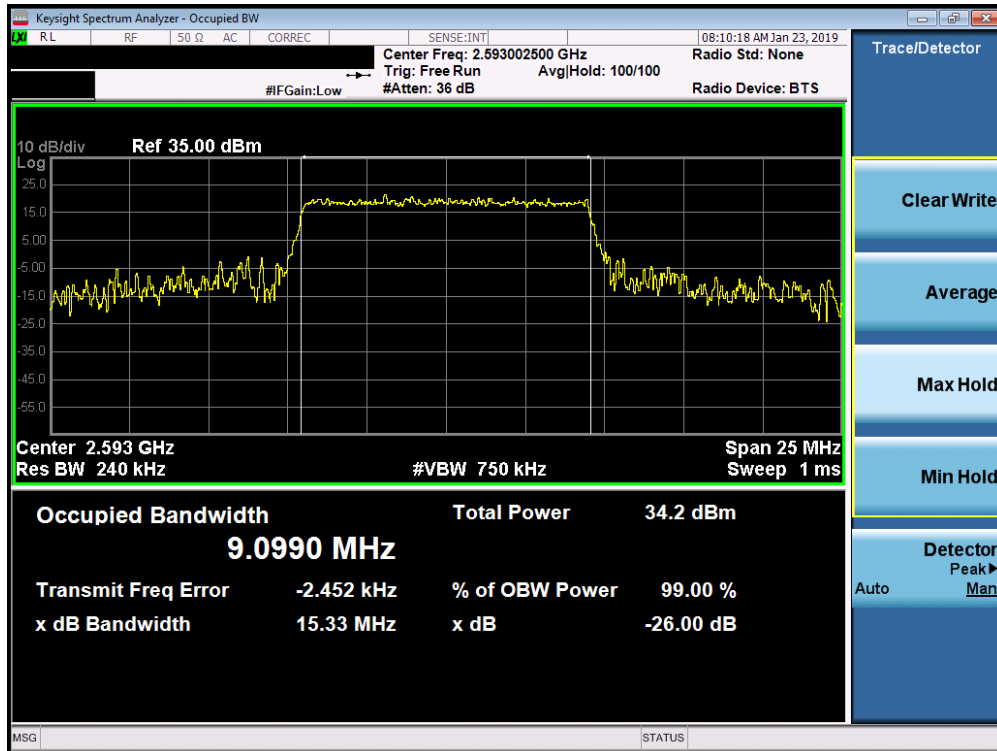 Keysight Spectrum Analyzer - Occupied BW
LXI RL RF 50 Ω AC CORREC SENSE:INT 08:10:18 AM Jan 23, 2019
Center Freq: 2.593002500 GHz Radio Std: None
Trig: Free Run Avg|Hold: 100/100
#IFGain:Low #Atten: 36 dB Radio Device: BTS
Trace/Detector
10 dB/div Ref 35.00 dBm
Log
25.0
15.0
5.00
-5.00
-15.0
-25.0
-35.0
-45.0
-55.0
Center 2.593 GHz Span 25 MHz
Res BW 240 kHz #VBW 750 kHz Sweep 1 ms
Occupied Bandwidth Total Power 34.2 dBm
9.0990 MHz
Transmit Freq Error -2.452 kHz % of OBW Power 99.00 %
x dB Bandwidth 15.33 MHz x dB -26.00 dB
Clear Write
Average
Max Hold
Min Hold
Detector
Peak▶
Auto Man
MSG STATUS